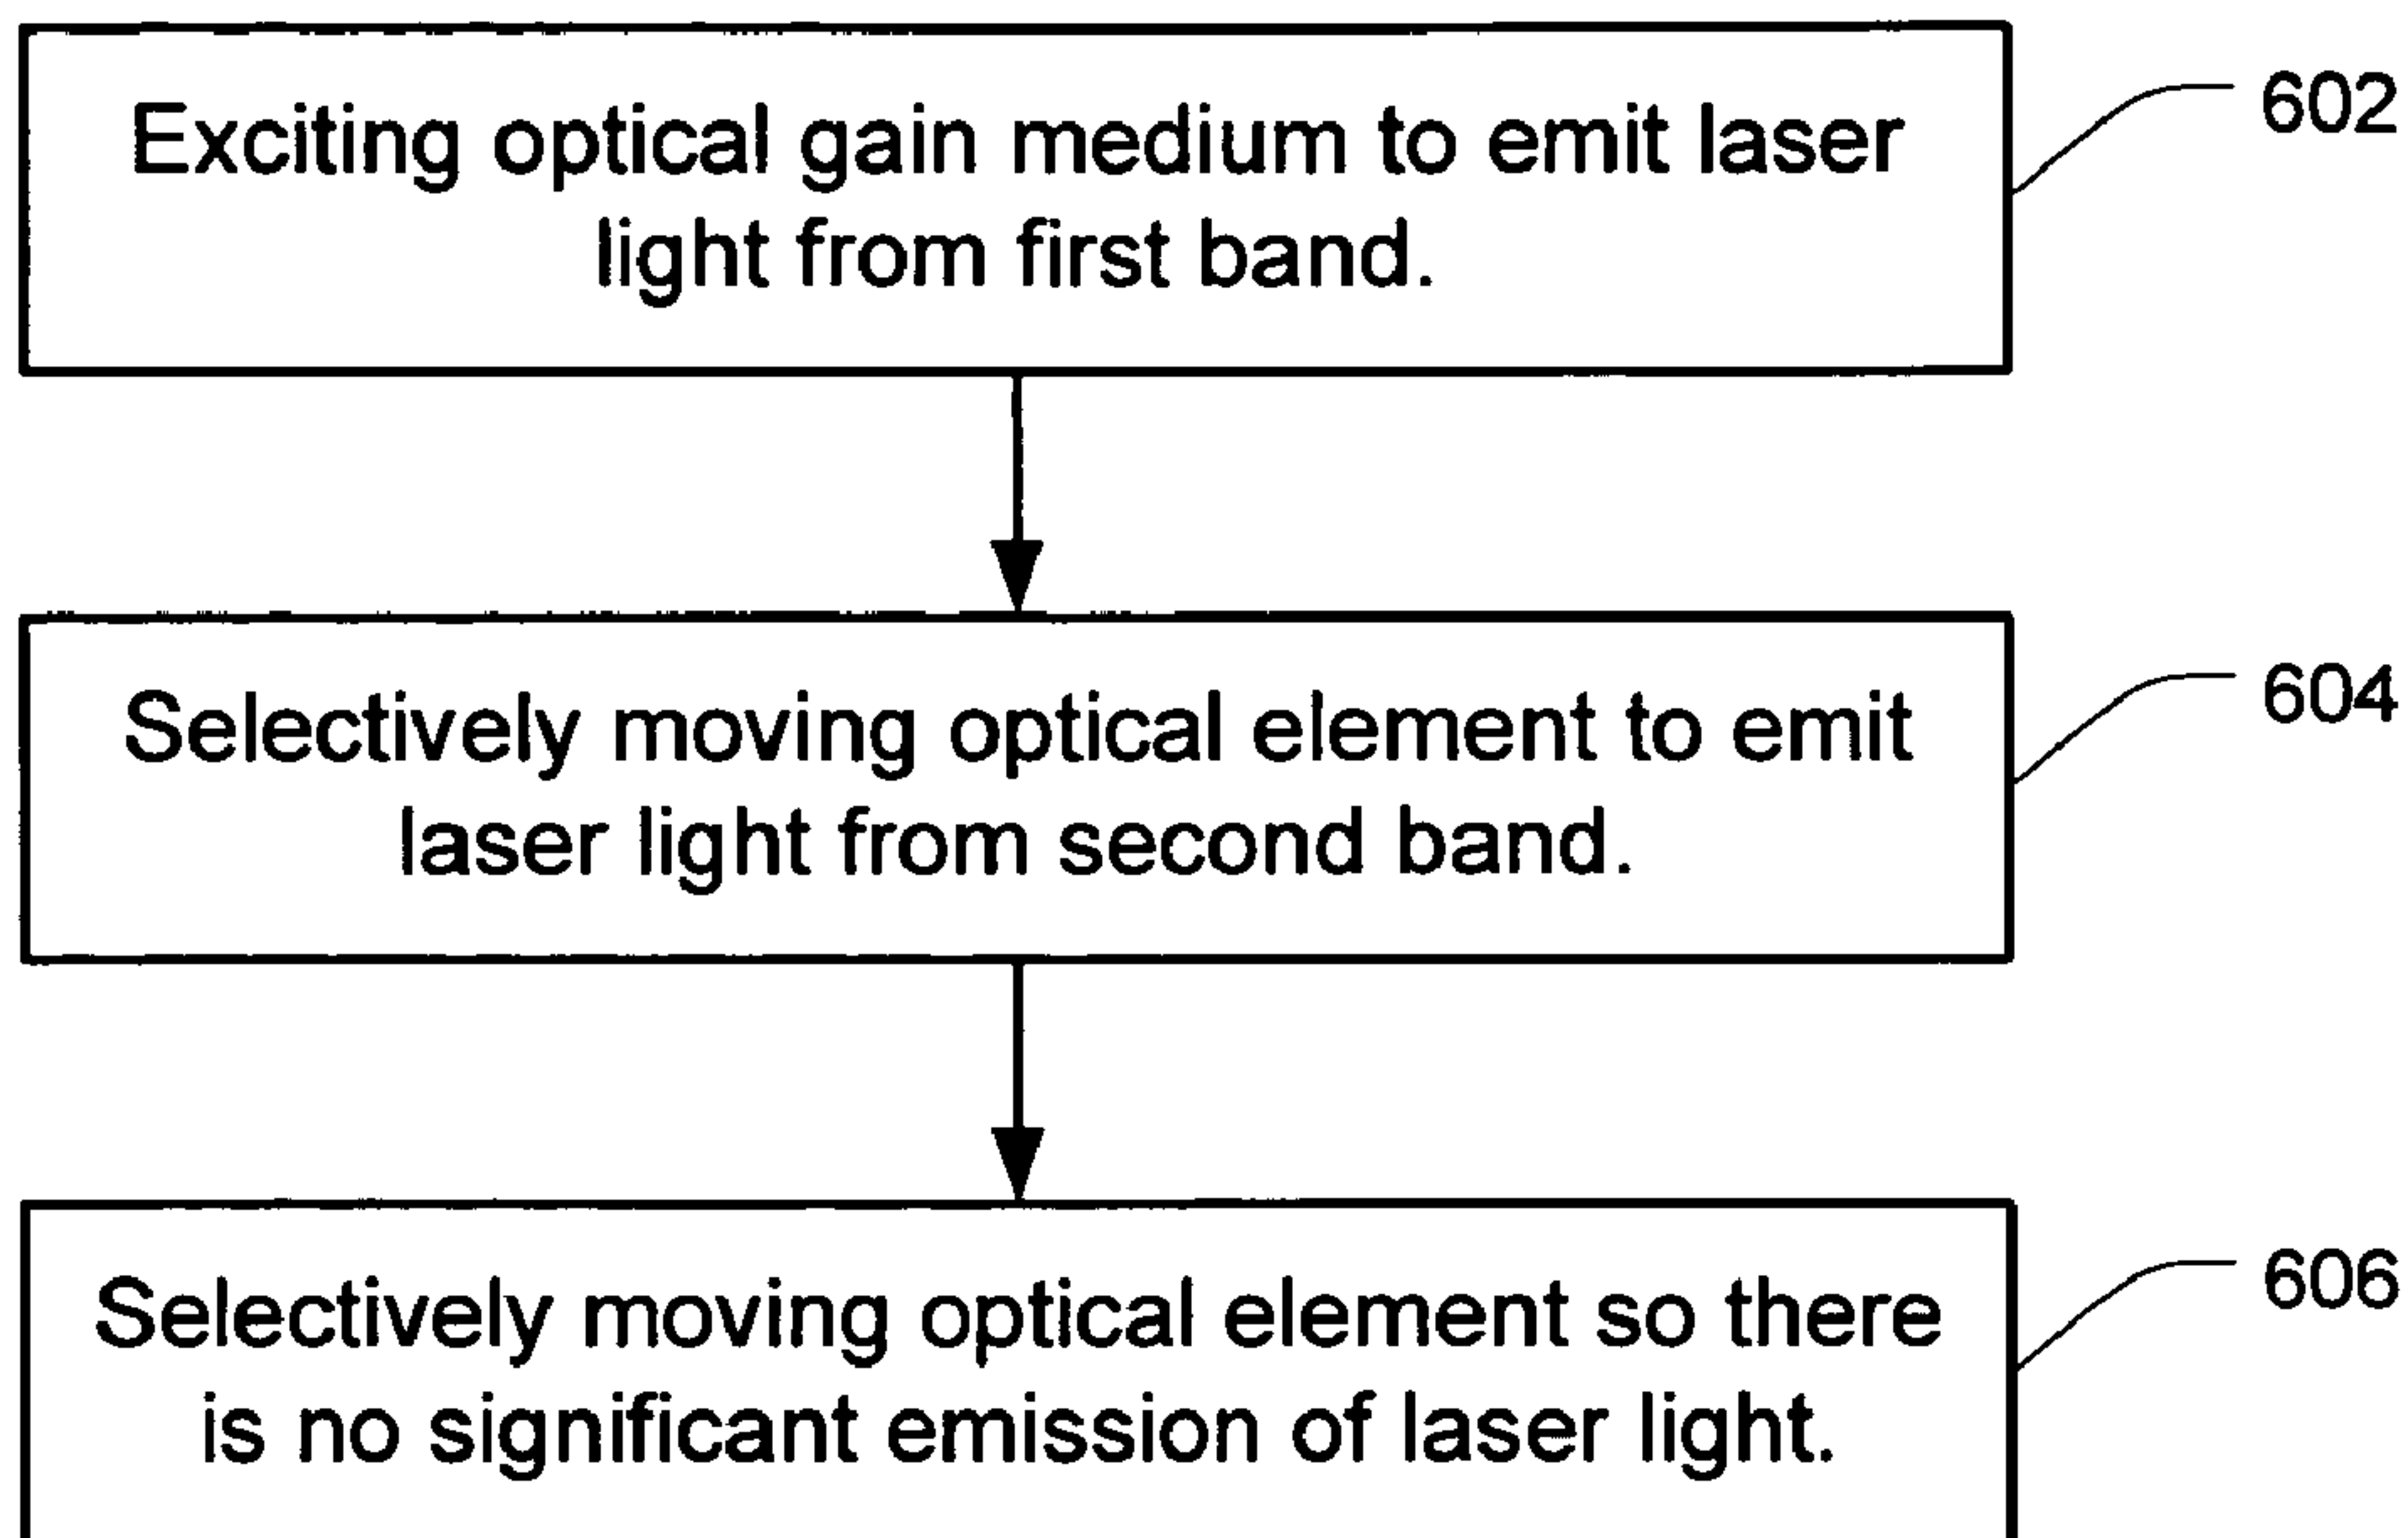 Exciting optical gain medium to emit laser
light from first band.
602
Selectively moving optical element to emit
laser light from second band.
604
Selectively moving optical element so there
is no significant emission of laser light.
606